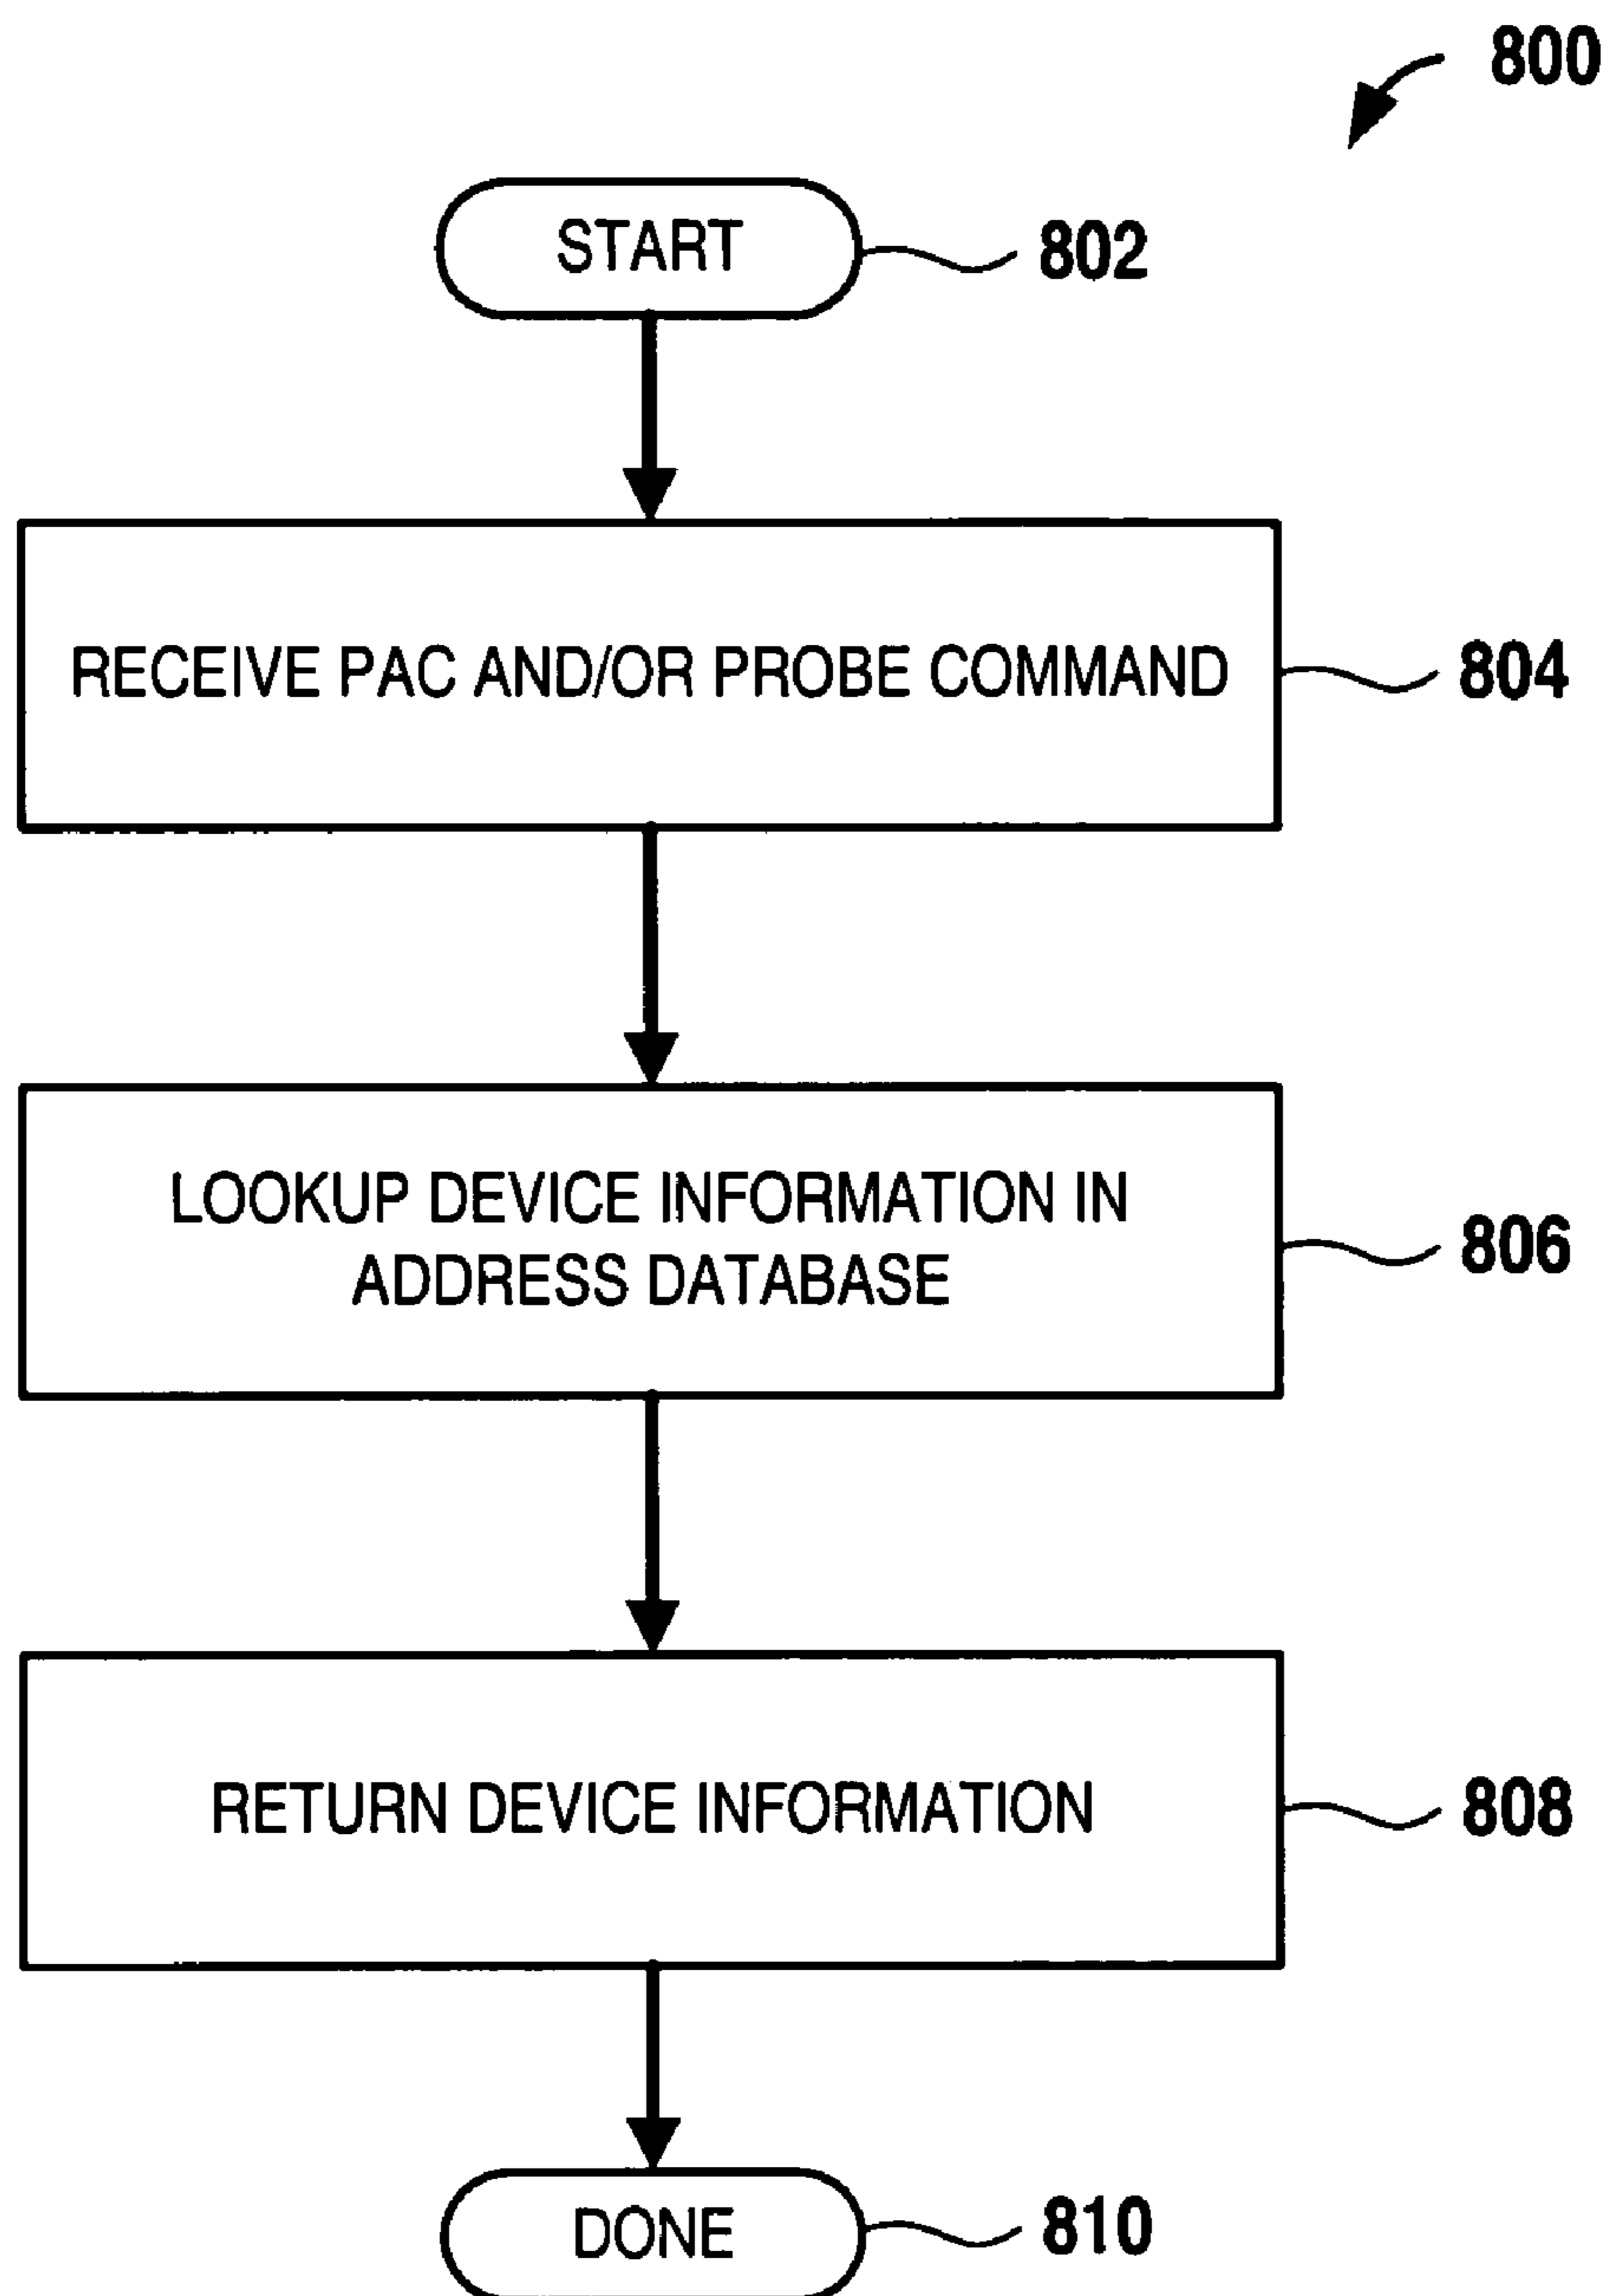 800
START
802
RECEIVE PAC AND/OR PROBE COMMAND
804
LOOKUP DEVICE INFORMATION IN
ADDRESS DATABASE
806
RETURN DEVICE INFORMATION
808
DONE
810